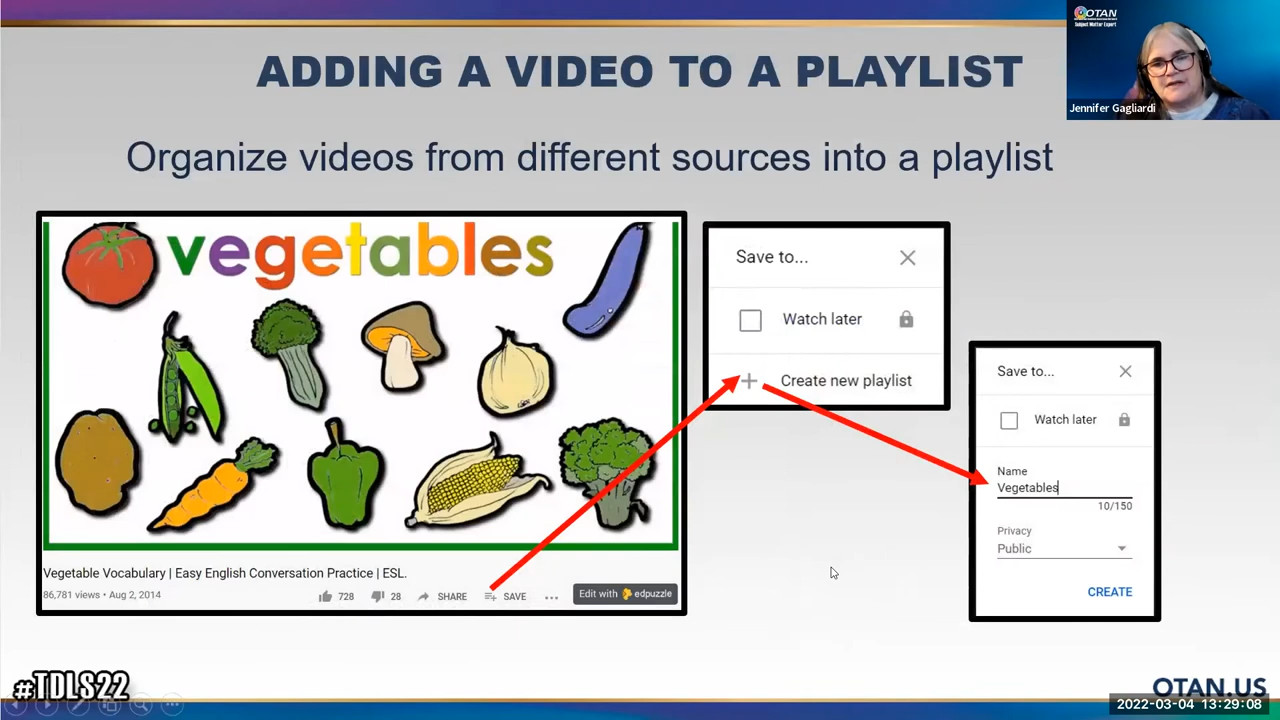 ADDING A VIDEO TO A PLAYLIST
OTAN
Subject Matter Expert
Jennifer Gagliardi
Organize videos from different sources into a playlist
vegetables
Vegetable Vocabulary | Easy English Conversation Practice | ESL.
86,781 views • Aug 2, 2014
728
28
SHARE
SAVE
Edit with edpuzzle
Save to...
Watch later
Create new playlist
Save to...
Watch later
Name
Vegetables
10/150
Privacy
Public
CREATE
#TDLS22
OTAN.US
2022-03-04 13:29:08